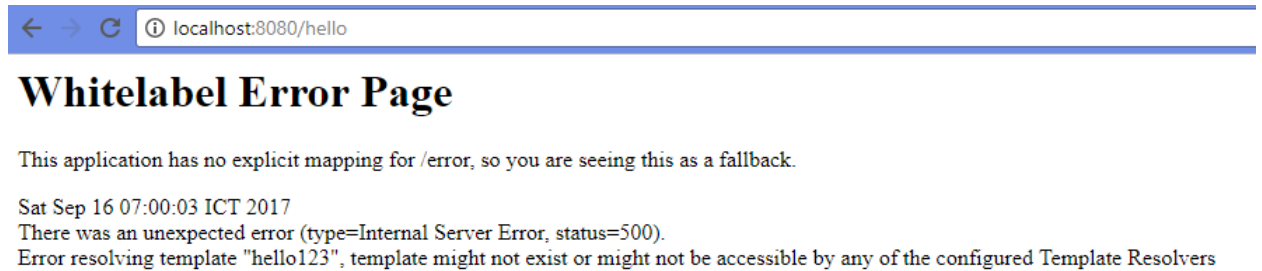 localhost:8080/hello
Whitelabel Error Page
This application has no explicit mapping for /error, so you are seeing this as a fallback.
Sat Sep 16 07:00:03 ICT 2017
There was an unexpected error (type=Internal Server Error, status=500).
Error resolving template "hello123", template might not exist or might not be accessible by any of the configured Template Resolvers